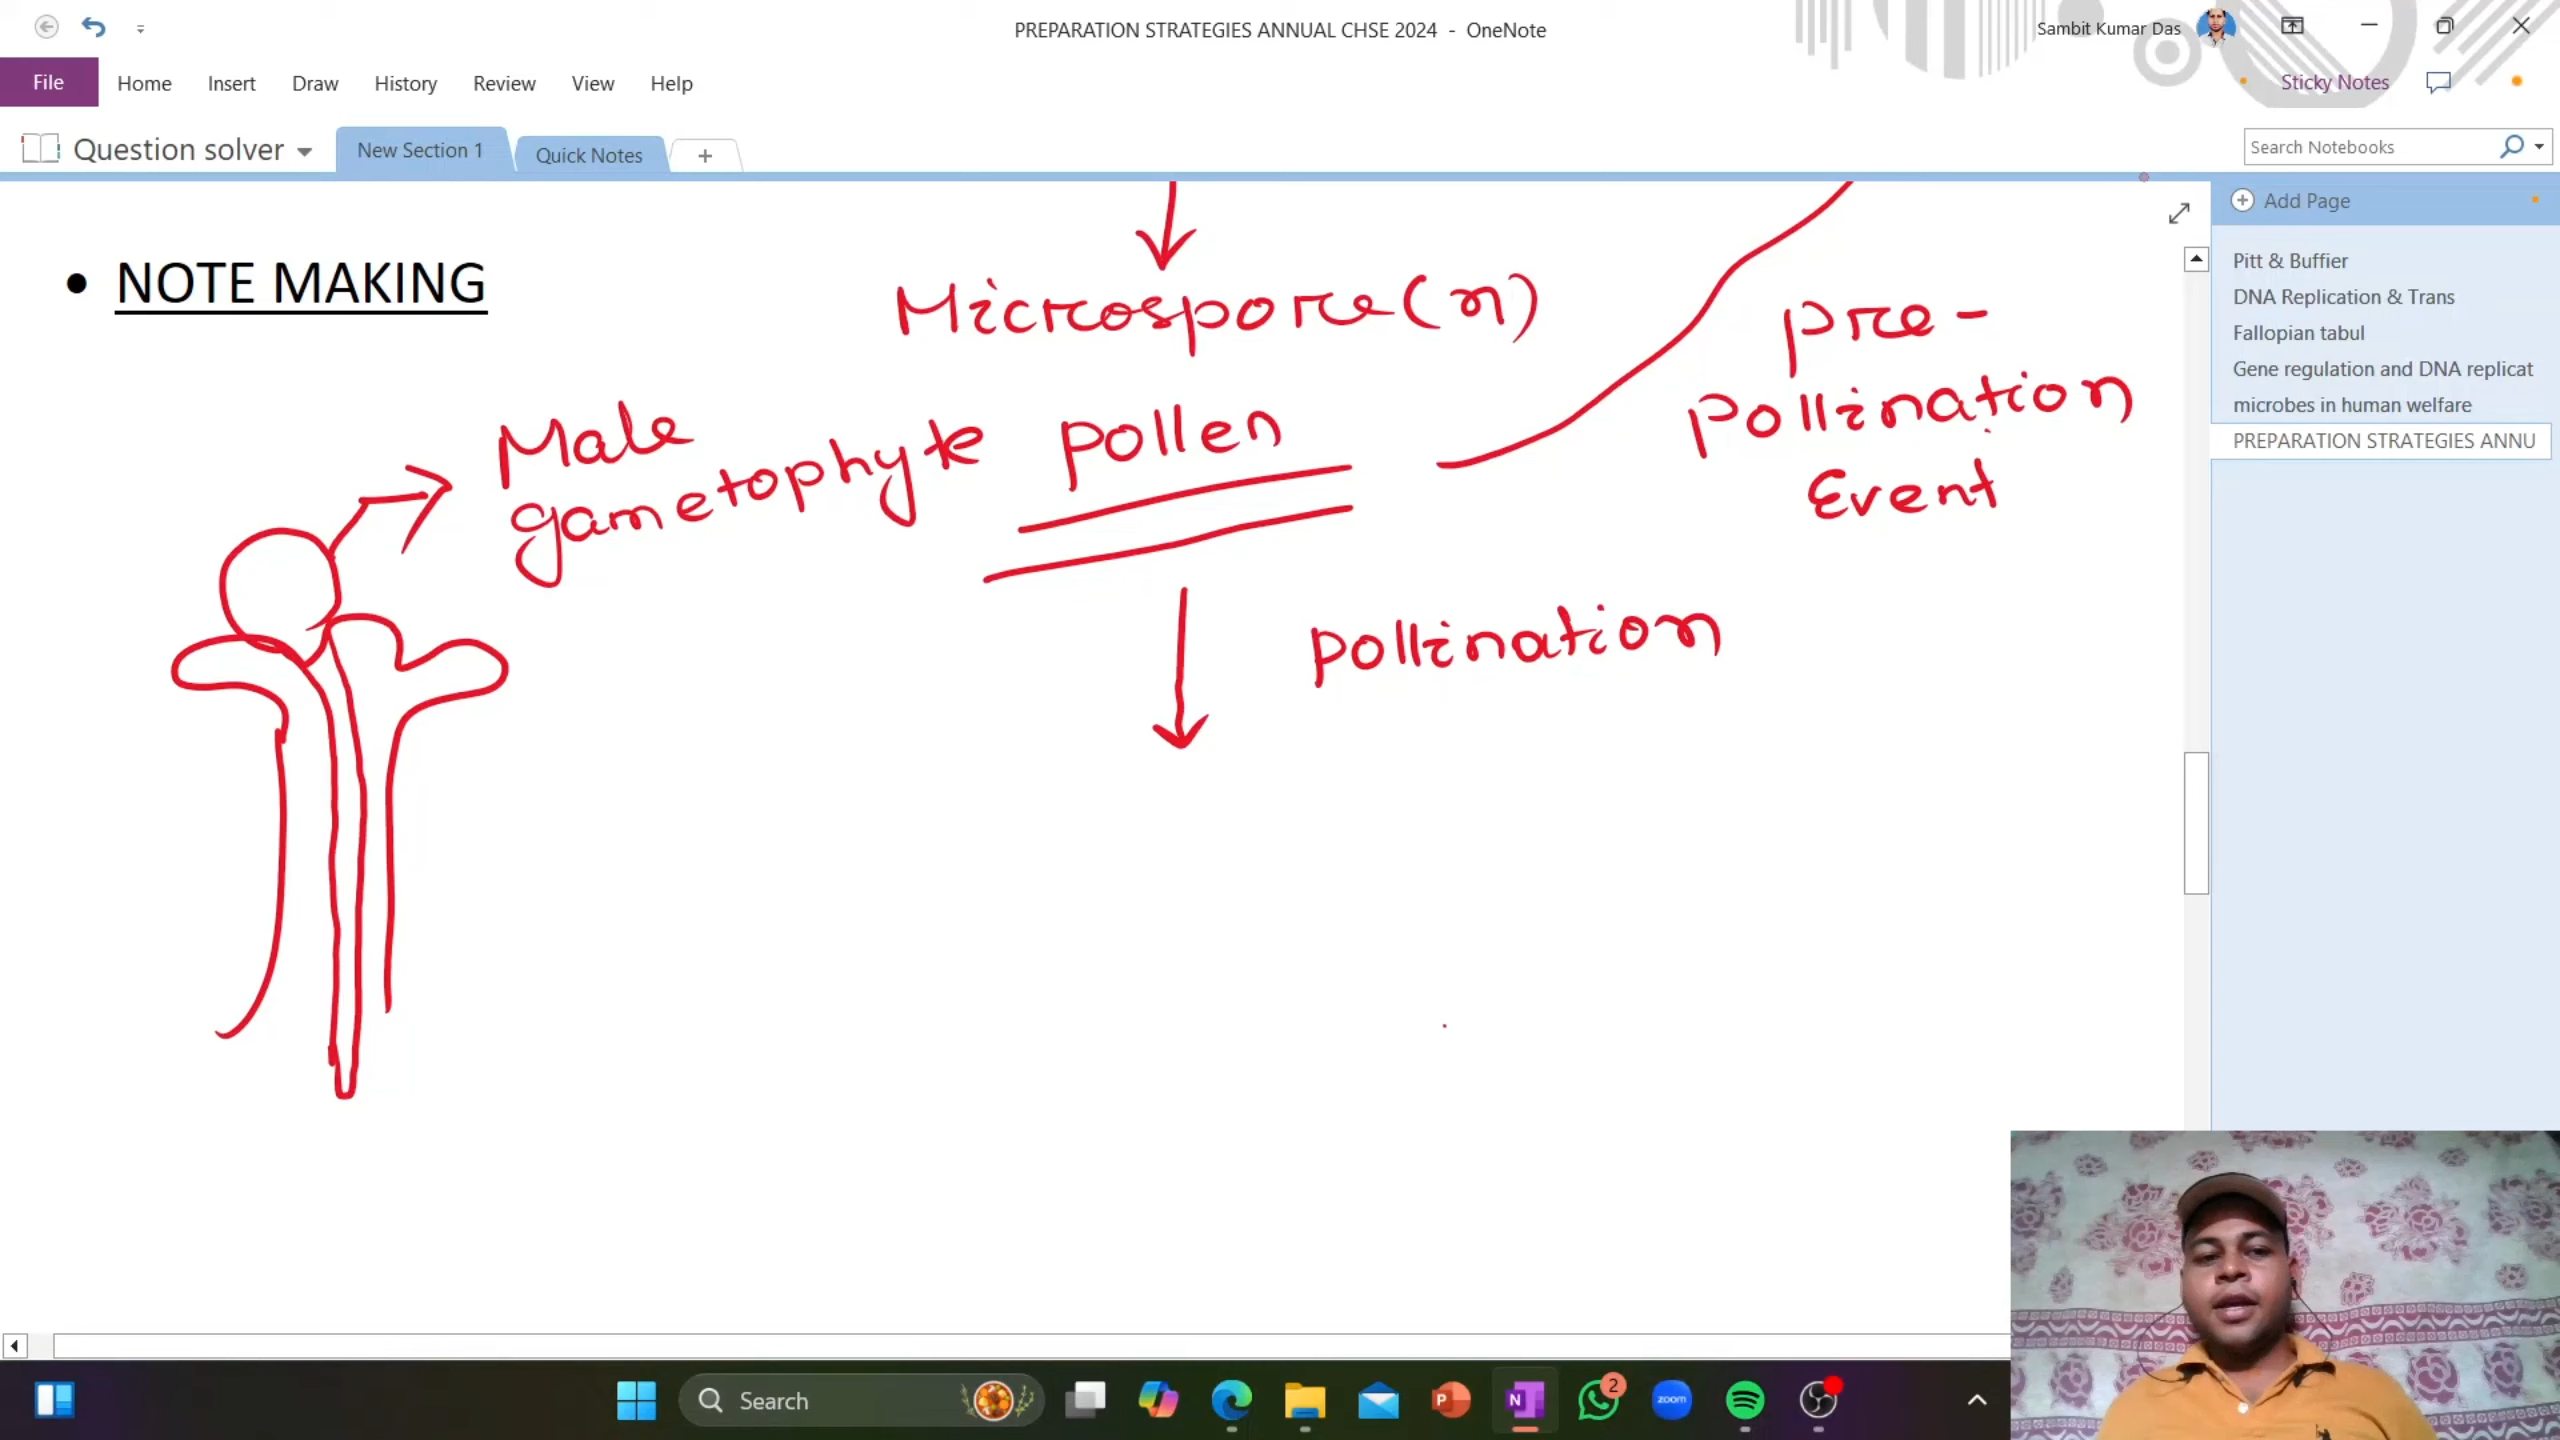 PREPARATION STRATEGIES ANNUAL CHSE 2024 - OneNote
Sambit Kumar Das
File
Home
Insert
Draw
History
Review
View
Help
Sticky Notes
Question solver
New Section 1
Quick Notes
+
Search Notebooks
Add Page
Pitt & Buffier
DNA Replication & Trans
Fallopian tabul
Gene regulation and DNA replicat
microbes in human welfare
PREPARATION STRATEGIES ANNU
• NOTE MAKING
Microspore (n)
Male
gametophyte
pollen
pre-
pollination
Event
pollination
Search
P
N
2
zoom